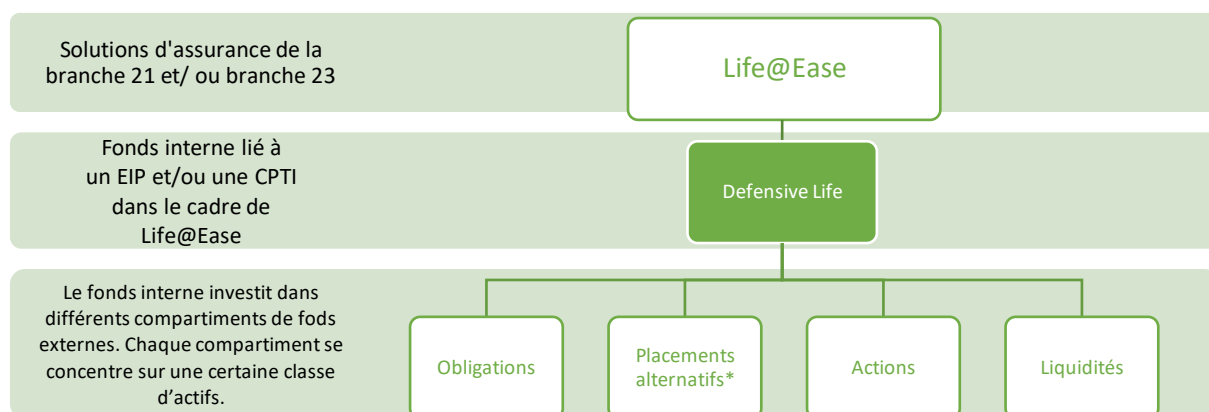 Solutions d'assurance de la
branche 21 et/ ou branche 23
Life@Ease
Fonds interne lié à
un EIP et/ou une CPTI
dans le cadre de
Life@Ease
Defensive Life
Le fonds interne investit dans
différents compartiments de fods
externes. Chaque compartiment se
concentre sur une certaine classe
d’actifs.
Obligations
Placements
alternatifs*
Actions
Liquidités